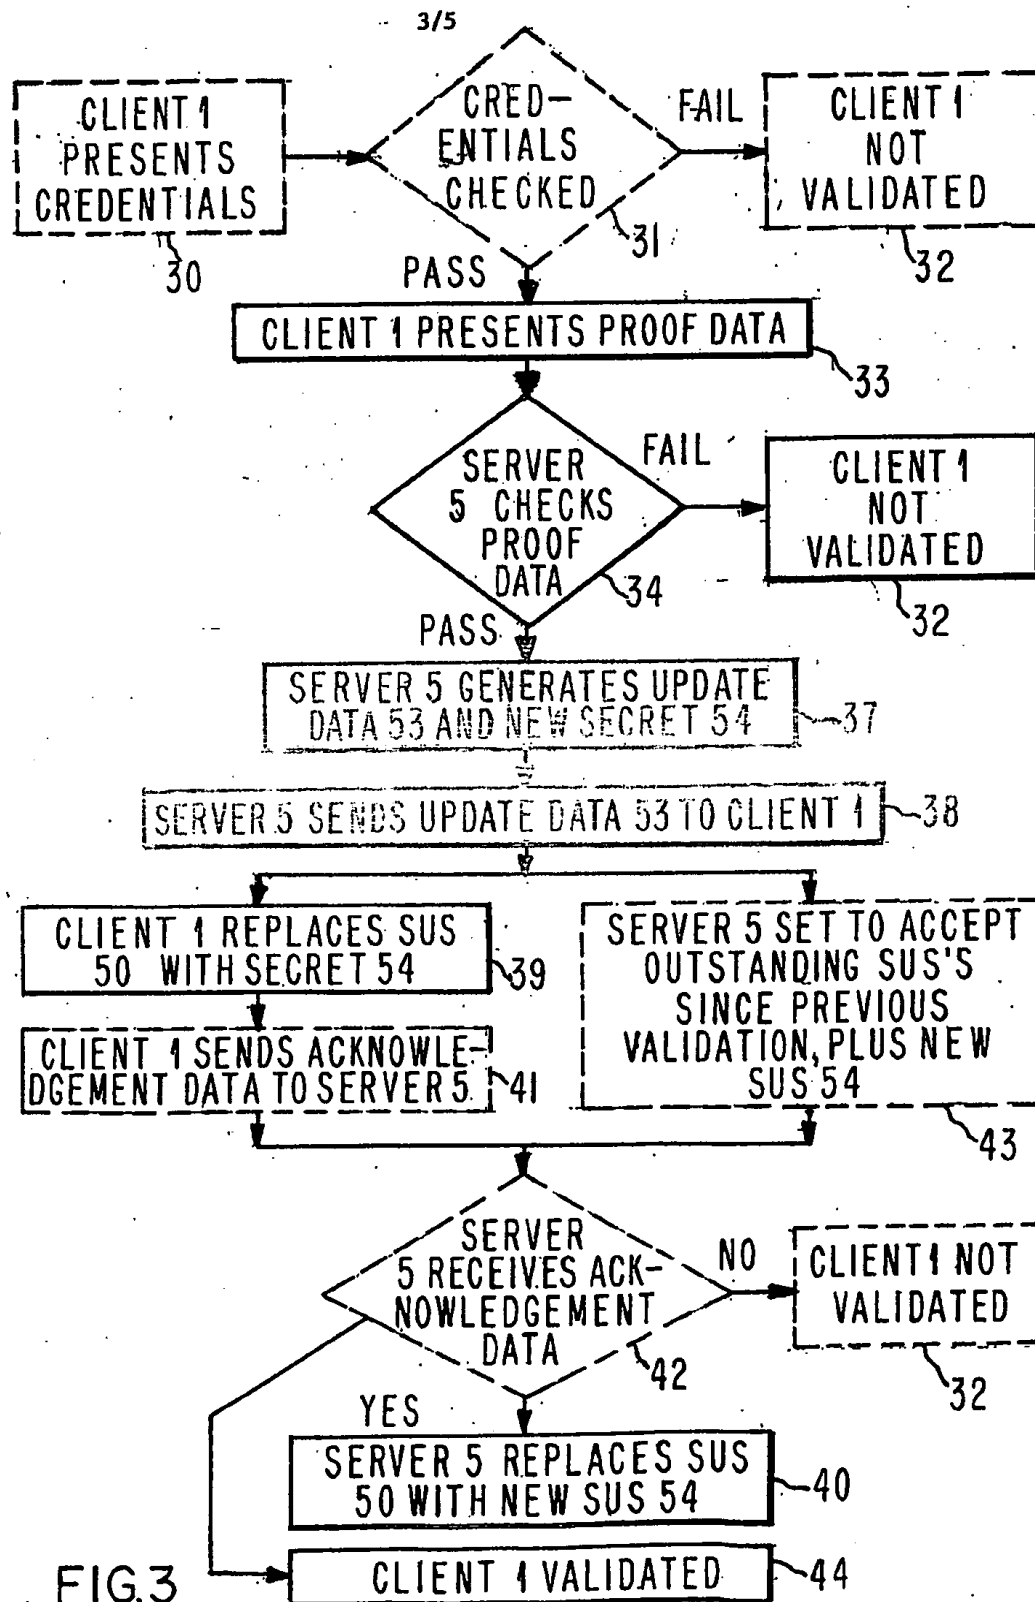 3/5
CLIENT 1
PRESENTS
CREDENTIALS
30
CRED-
ENTIALS
CHECKED
31
FAIL
CLIENT 1
NOT
VALIDATED
32
PASS
CLIENT 1 PRESENTS PROOF DATA
33
SERVER
5 CHECKS
PROOF
DATA
34
FAIL
CLIENT 1
NOT
VALIDATED
32
PASS
SERVER 5 GENERATES UPDATE
DATA 53 AND NEW SECRET 54
37
SERVER 5 SENDS UPDATE DATA 53 TO CLIENT 1
38
CLIENT 1 REPLACES SUS
50 WITH SECRET 54
39
CLIENT 1 SENDS ACKNOWLE-
DGEMENT DATA TO SERVER 5
41
SERVER 5 SET TO ACCEPT
OUTSTANDING SUS'S
SINCE PREVIOUS
VALIDATION, PLUS NEW
SUS 54
43
SERVER
5 RECEIVES ACK-
NOWLEDGEMENT
DATA
42
NO
CLIENT 1 NOT
VALIDATED
32
YES
SERVER 5 REPLACES SUS
50 WITH NEW SUS 54
40
CLIENT 1 VALIDATED
44
FIG.3